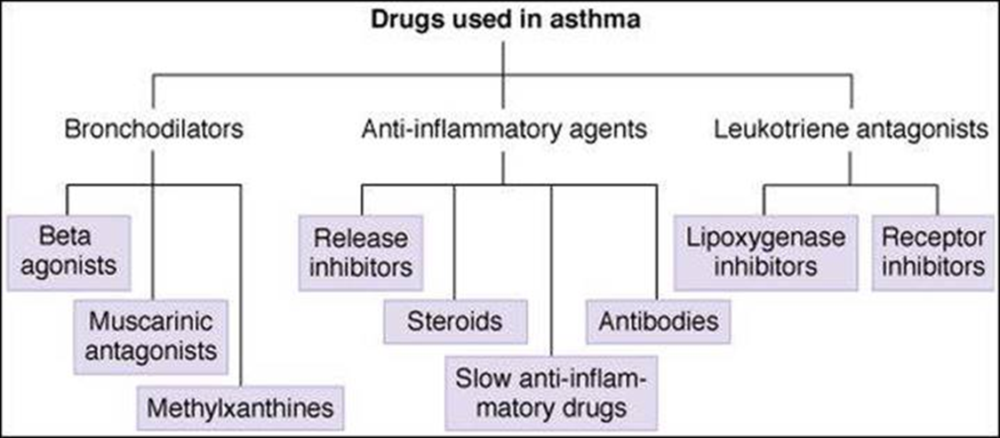 Drugs used in asthma
Bronchodilators
Anti-inflammatory agents
Leukotriene antagonists
Beta
agonists
Muscarinic
antagonists
Methylxanthines
Release
inhibitors
Steroids
Slow anti-inflam-
matory drugs
Antibodies
Lipoxygenase
inhibitors
Receptor
inhibitors